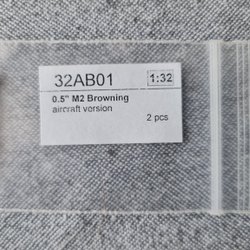 32AB01 1:32
0.5" M2 Browning
aircraft version
2 pcs